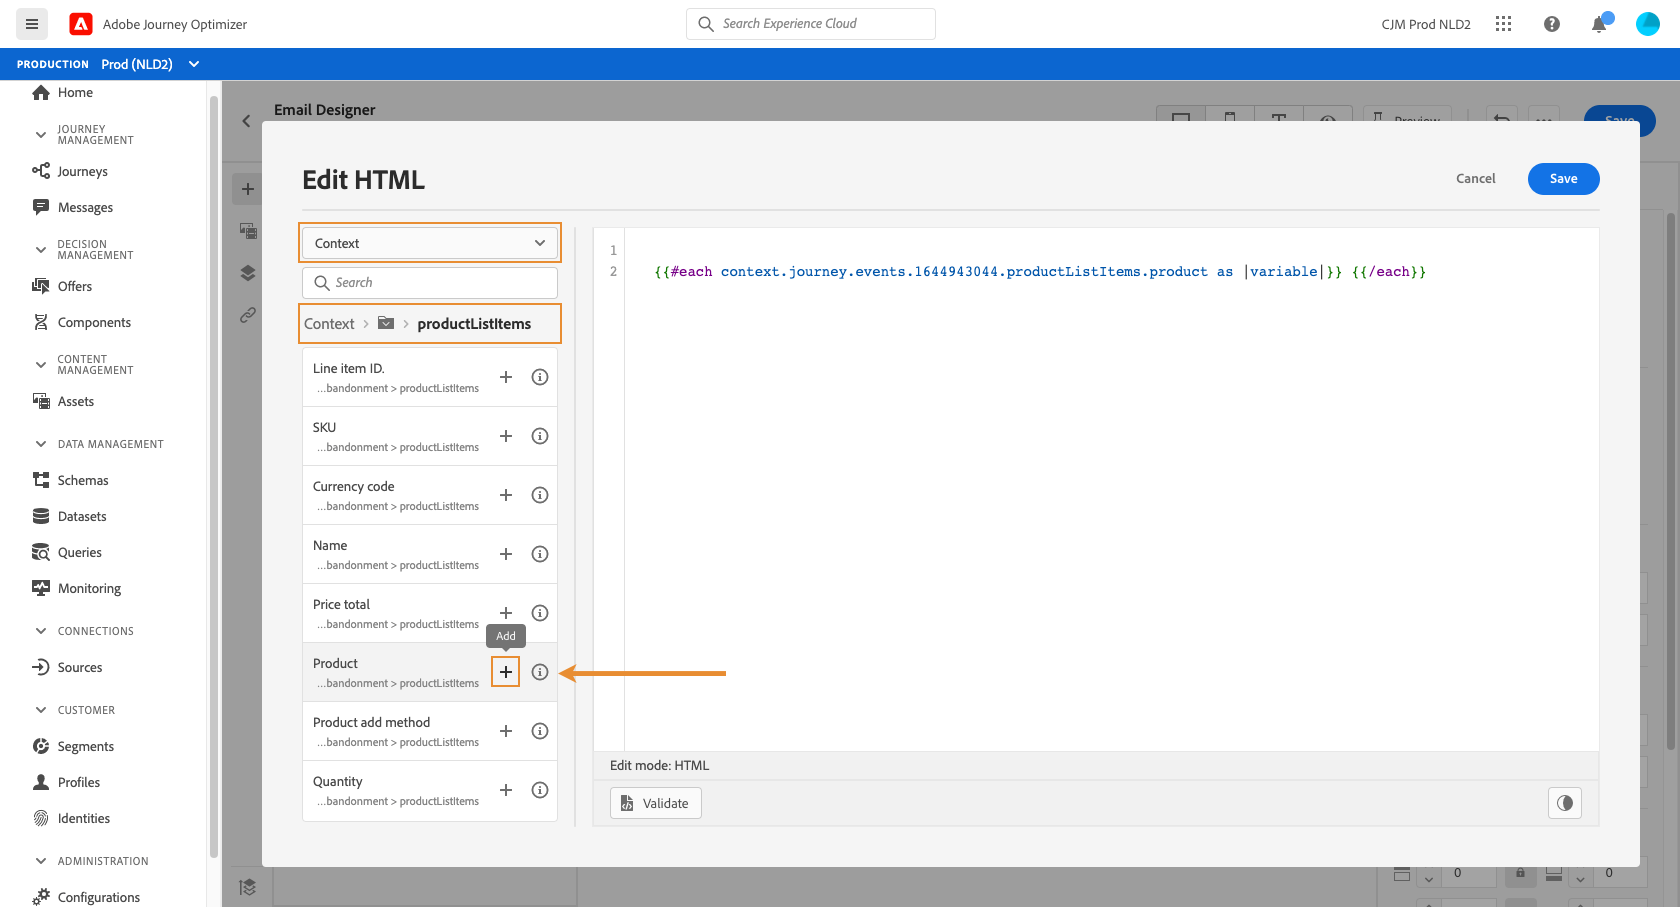 Adobe Journey Optimizer
Search Experience Cloud
CJM Prod NLD2
PRODUCTION Prod (NLD2)
Home
JOURNEY
MANAGEMENT
Journeys
Messages
DECISION
MANAGEMENT
Offers
Components
CONTENT
MANAGEMENT
Assets
DATA MANAGEMENT
Schemas
Datasets
Queries
Monitoring
CONNECTIONS
Sources
CUSTOMER
Segments
Profiles
Identities
ADMINISTRATION
Configurations
Email Designer
Preview
Save
Edit HTML
Cancel
Save
Context
Search
Context > > productListItems
Line item ID.
...bandonment > productListItems
SKU
...bandonment > productListItems
Currency code
...bandonment > productListItems
Name
...bandonment > productListItems
Price total
...bandonment > productListItems
Add
Product
...bandonment > productListItems
Product add method
...bandonment > productListItems
Quantity
...bandonment > productListItems
1
2 {{#each context.journey.events.1644943044.productListItems.product as |variable|}} {{/each}}
Edit mode: HTML
Validate
0
0